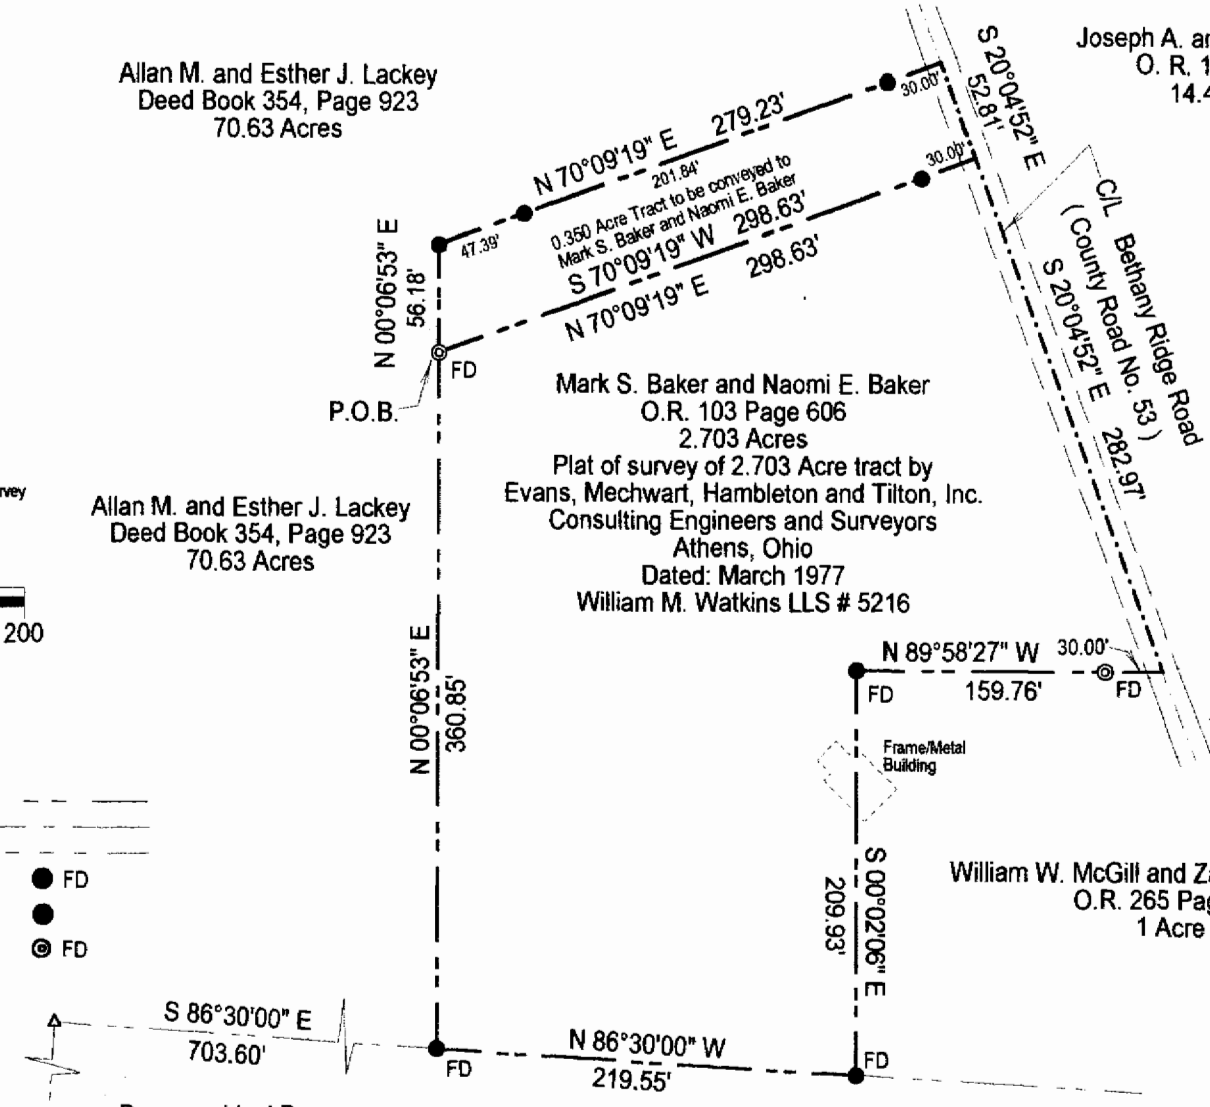 Allan M. and Esther J. Lackey
Deed Book 354, Page 923
70.63 Acres
Joseph A.
O. R. 1
14.4
S 20°04'52" E
52.81'
N 70°09'19" E 279.23'
30.00'
201.84'
47.39'
0.350 Acre Tract to be conveyed to
Mark S. Baker and Naomi E. Baker
S 70°09'19" W 298.63'
30.00'
N 70°09'19" E 298.63'
N 00°06'53" E
56.18'
FD
P.O.B.
C/L Bethany Ridge Road
( County Road No. 53 )
S 20°04'52" E 282.97'
Mark S. Baker and Naomi E. Baker
O.R. 103 Page 606
2.703 Acres
Plat of survey of 2.703 Acre tract by
Evans, Mechwart, Hambleton and Tilton, Inc.
Consulting Engineers and Surveyors
Athens, Ohio
Dated: March 1977
William M. Watkins LLS # 5216
Allan M. and Esther J. Lackey
Deed Book 354, Page 923
70.63 Acres
200
N 00°06'53" E
360.85'
N 89°58'27" W 30.00'
FD 159.76' FD
Frame/Metal
Building
S 00°02'06" E
209.93'
William W. McGill and
O.R. 265
1 Acre
FD
FD
S 86°30'00" E
703.60'
FD
N 86°30'00" W
219.55'
FD